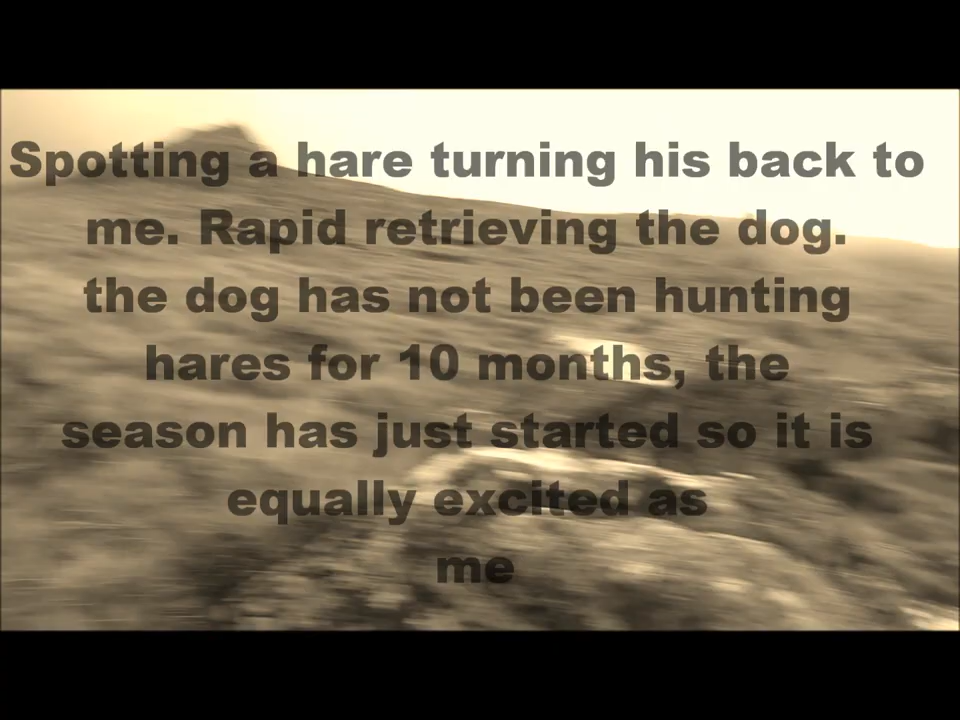 Spotting a hare turning his back to
me. Rapid retrieving the dog.
the dog has not been hunting
hares for 10 months, the
season has just started so it is
equally excited as
me